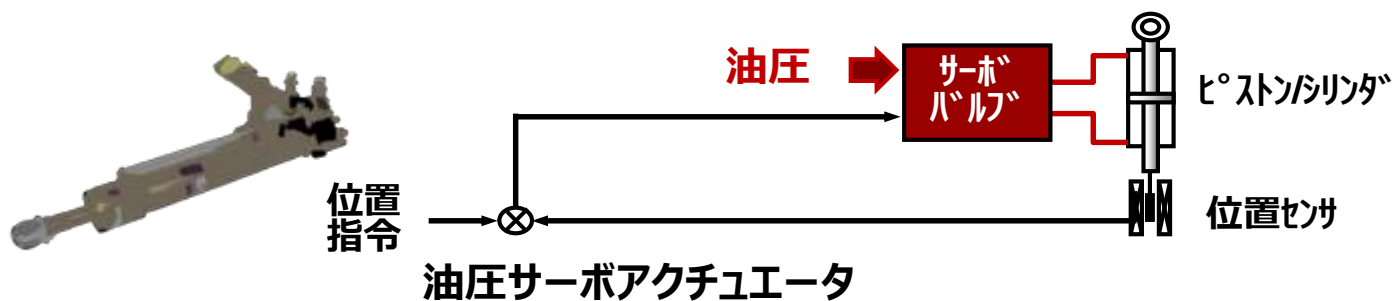 油圧
サーボ
バルブ
ピストン/シリンダ
位置
指令
位置センサ
油圧サーボアクチュエータ